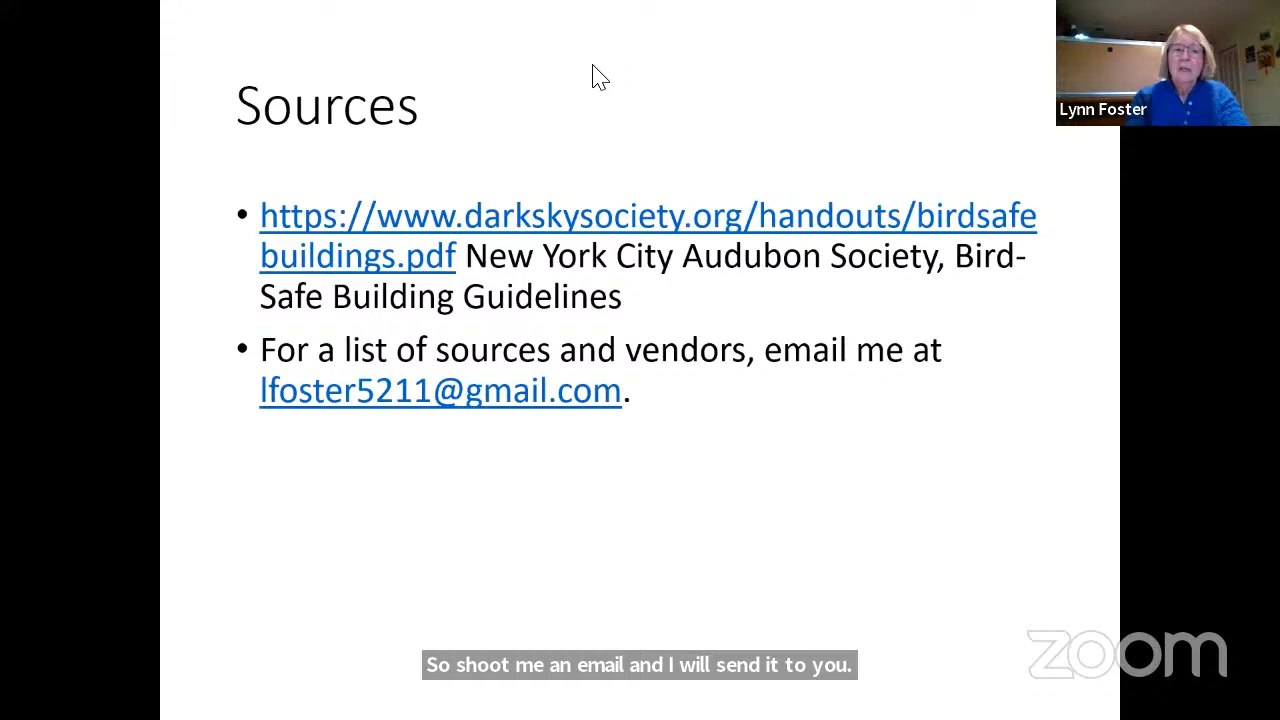 Sources
Lynn Foster
• https://www.darkskysociety.org/handouts/birdsafe
buildings.pdf New York City Audubon Society, Bird-
Safe Building Guidelines
• For a list of sources and vendors, email me at
lfoster5211@gmail.com.
So shoot me an email and I will send it to you.
zoom